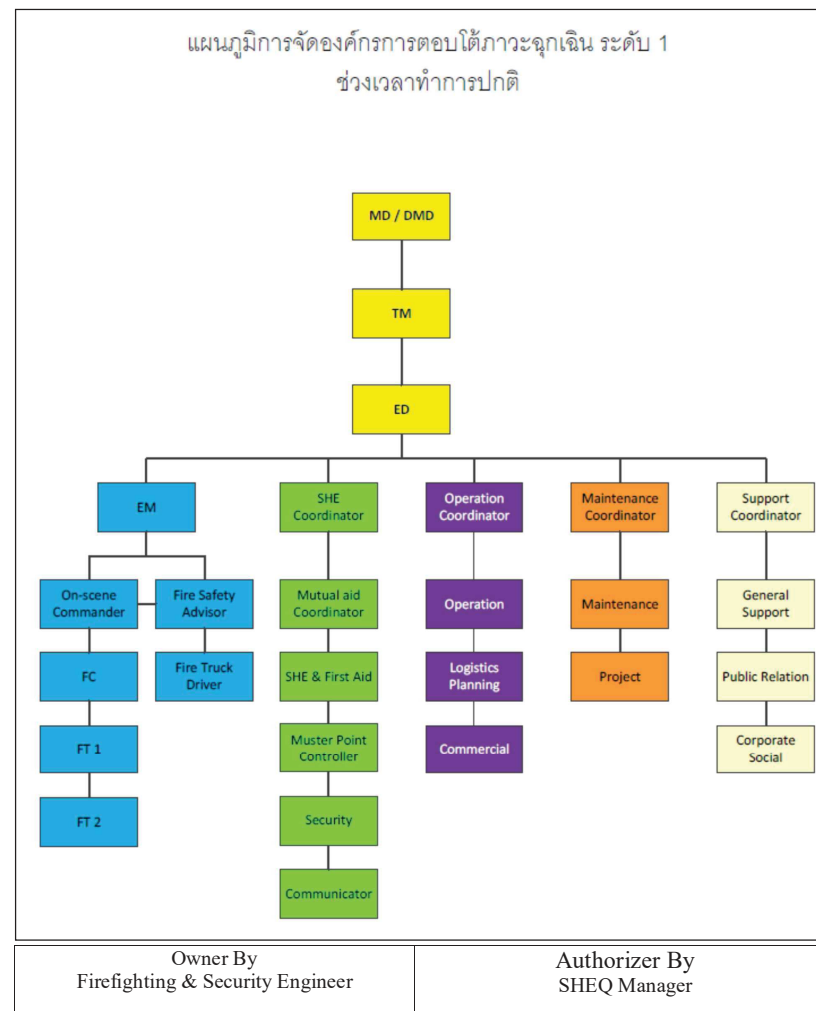 แผนภูมิการจัดองค์กรการตอบโต้ภาวะฉุกเฉิน ระดับ 1
ช่วงเวลาทำการปกติ
MD / DMD
TM
ED
EM
SHE
Coordinator
Operation
Coordinator
Maintenance
Coordinator
Support
Coordinator
On-scene
Commander
Fire Safety
Advisor
Mutual aid
Coordinator
Operation
Maintenance
General
Support
FC
Fire Truck
Driver
SHE & First Aid
Logistics
Planning
Project
Public Relation
FT 1
Muster Point
Controller
Commercial
Corporate
Social
FT 2
Security
Communicator
Owner By
Firefighting & Security Engineer
Authorizer By
SHEQ Manager